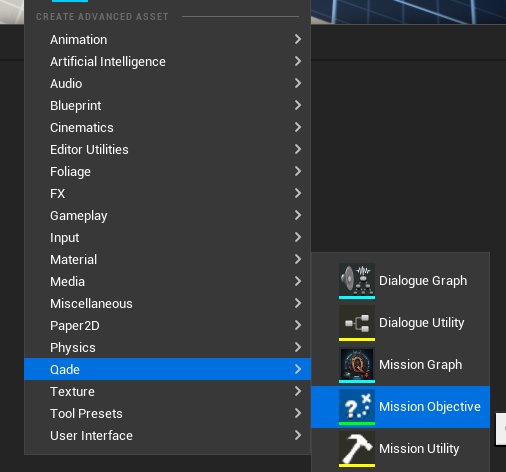 CREATE ADVANCED ASSET
Animation
Artificial Intelligence
Audio
Blueprint
Cinematics
Editor Utilities
Foliage
FX
Gameplay
Input
Material
Media
Miscellaneous
Paper2D
Physics
Qade
Texture
Tool Presets
User Interface
Dialogue Graph
Dialogue Utility
Mission Graph
Mission Objective
Mission Utility